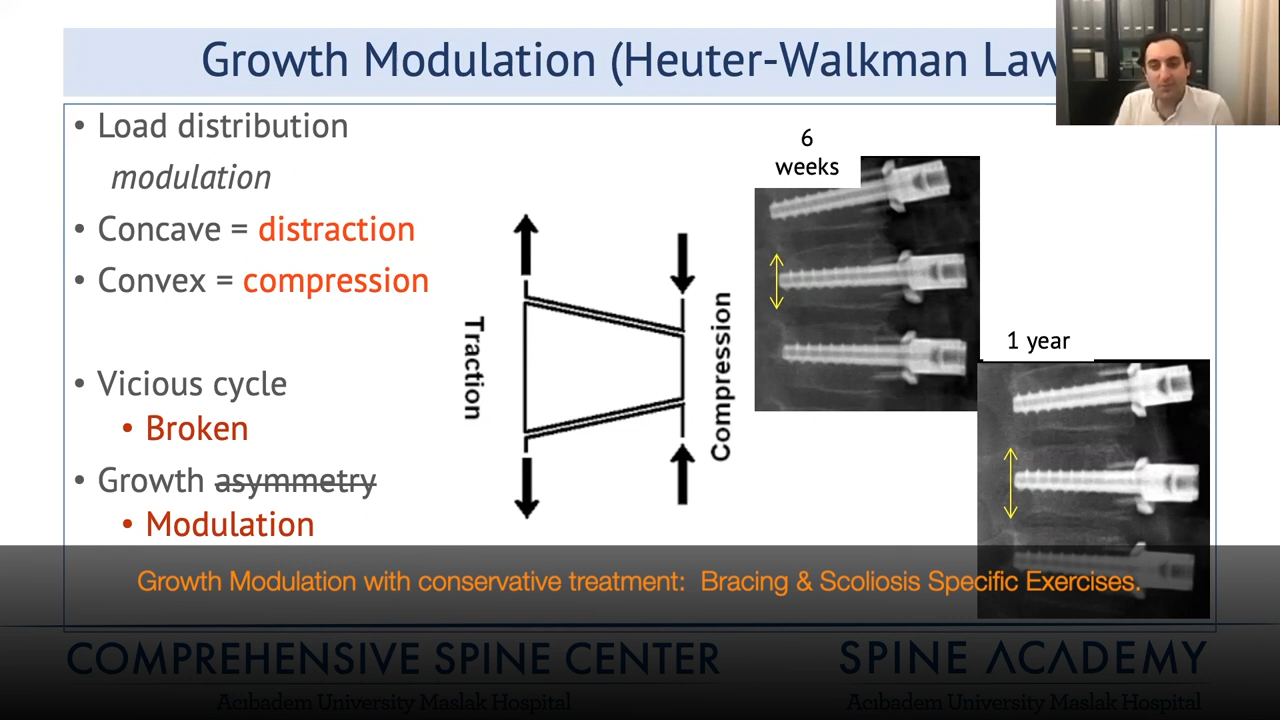 Growth Modulation (Heuter-Walkman Law
• Load distribution
modulation
• Concave = distraction
• Convex = compression
• Vicious cycle
• Broken
• Growth asymmetry
• Modulation
Traction
Compression
6
weeks
1 year
Growth Modulation with conservative treatment: Bracing & Scoliosis Specific Exercises.
COMPREHENSIVE SPINE CENTER
Acıbadem University Maslak Hospital
SPINE ACADEMY
Acıbadem University Maslak Hospital